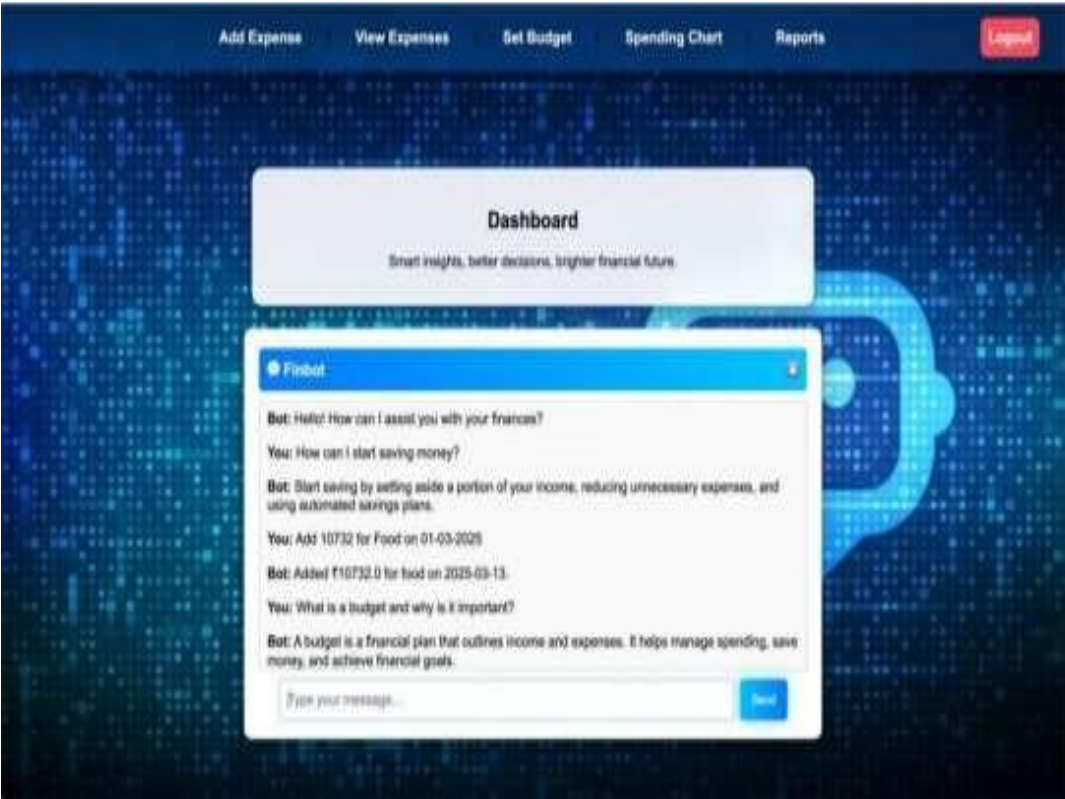 Add Expense View Expenses Set Budget Spending Chart Reports Logout
Dashboard
Smart insights, better decisions, brighter financial future.
Finbot
Bot: Hello! How can I assist you with your finances?
You: How can I start saving money?
Bot: Start saving by setting aside a portion of your income, reducing unnecessary expenses, and
using automated savings plans.
You: Add 10732 for Food on 01-03-2025
Bot: Added ₹10732.0 for food on 2025-03-13.
You: What is a budget and why is it important?
Bot: A budget is a financial plan that outlines income and expenses. It helps manage spending, save
money, and achieve financial goals.
Type your message...
Send